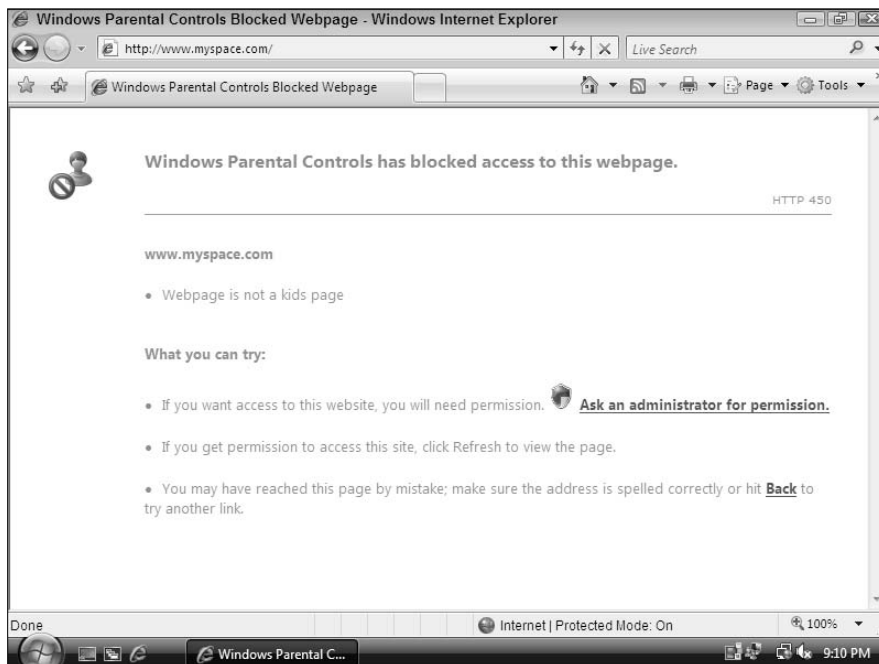 Windows Parental Controls Blocked Webpage - Windows Internet Explorer
http://www.myspace.com/
Live Search
Windows Parental Controls Blocked Webpage
Page
Tools
Windows Parental Controls has blocked access to this webpage.
HTTP 450
www.myspace.com
• Webpage is not a kids page
What you can try:
• If you want access to this website, you will need permission. Ask an administrator for permission.
• If you get permission to access this site, click Refresh to view the page.
• You may have reached this page by mistake; make sure the address is spelled correctly or hit Back to
try another link.
Done
Internet | Protected Mode: On
100%
Windows Parental C...
9:10 PM